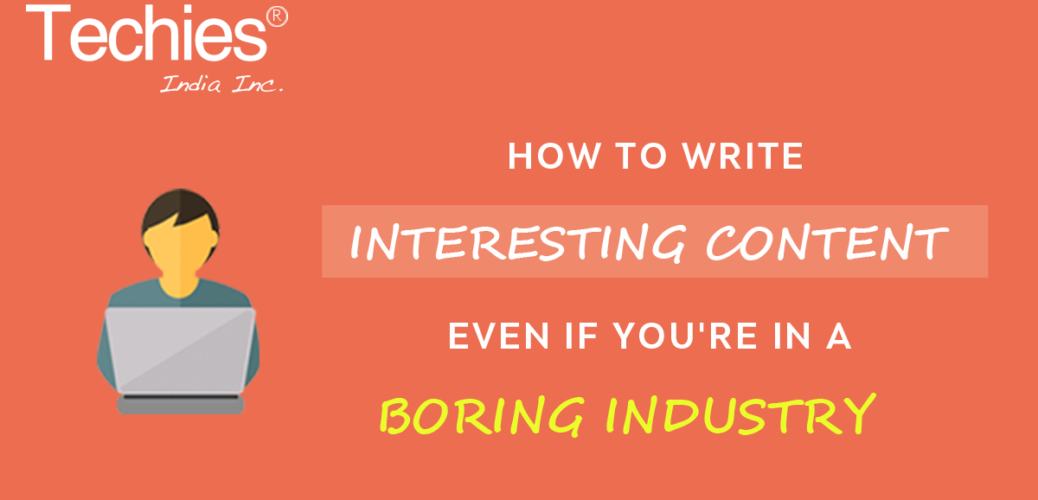 Techies®
India Inc.
HOW TO WRITE
INTERESTING CONTENT
EVEN IF YOU'RE IN A
BORING INDUSTRY